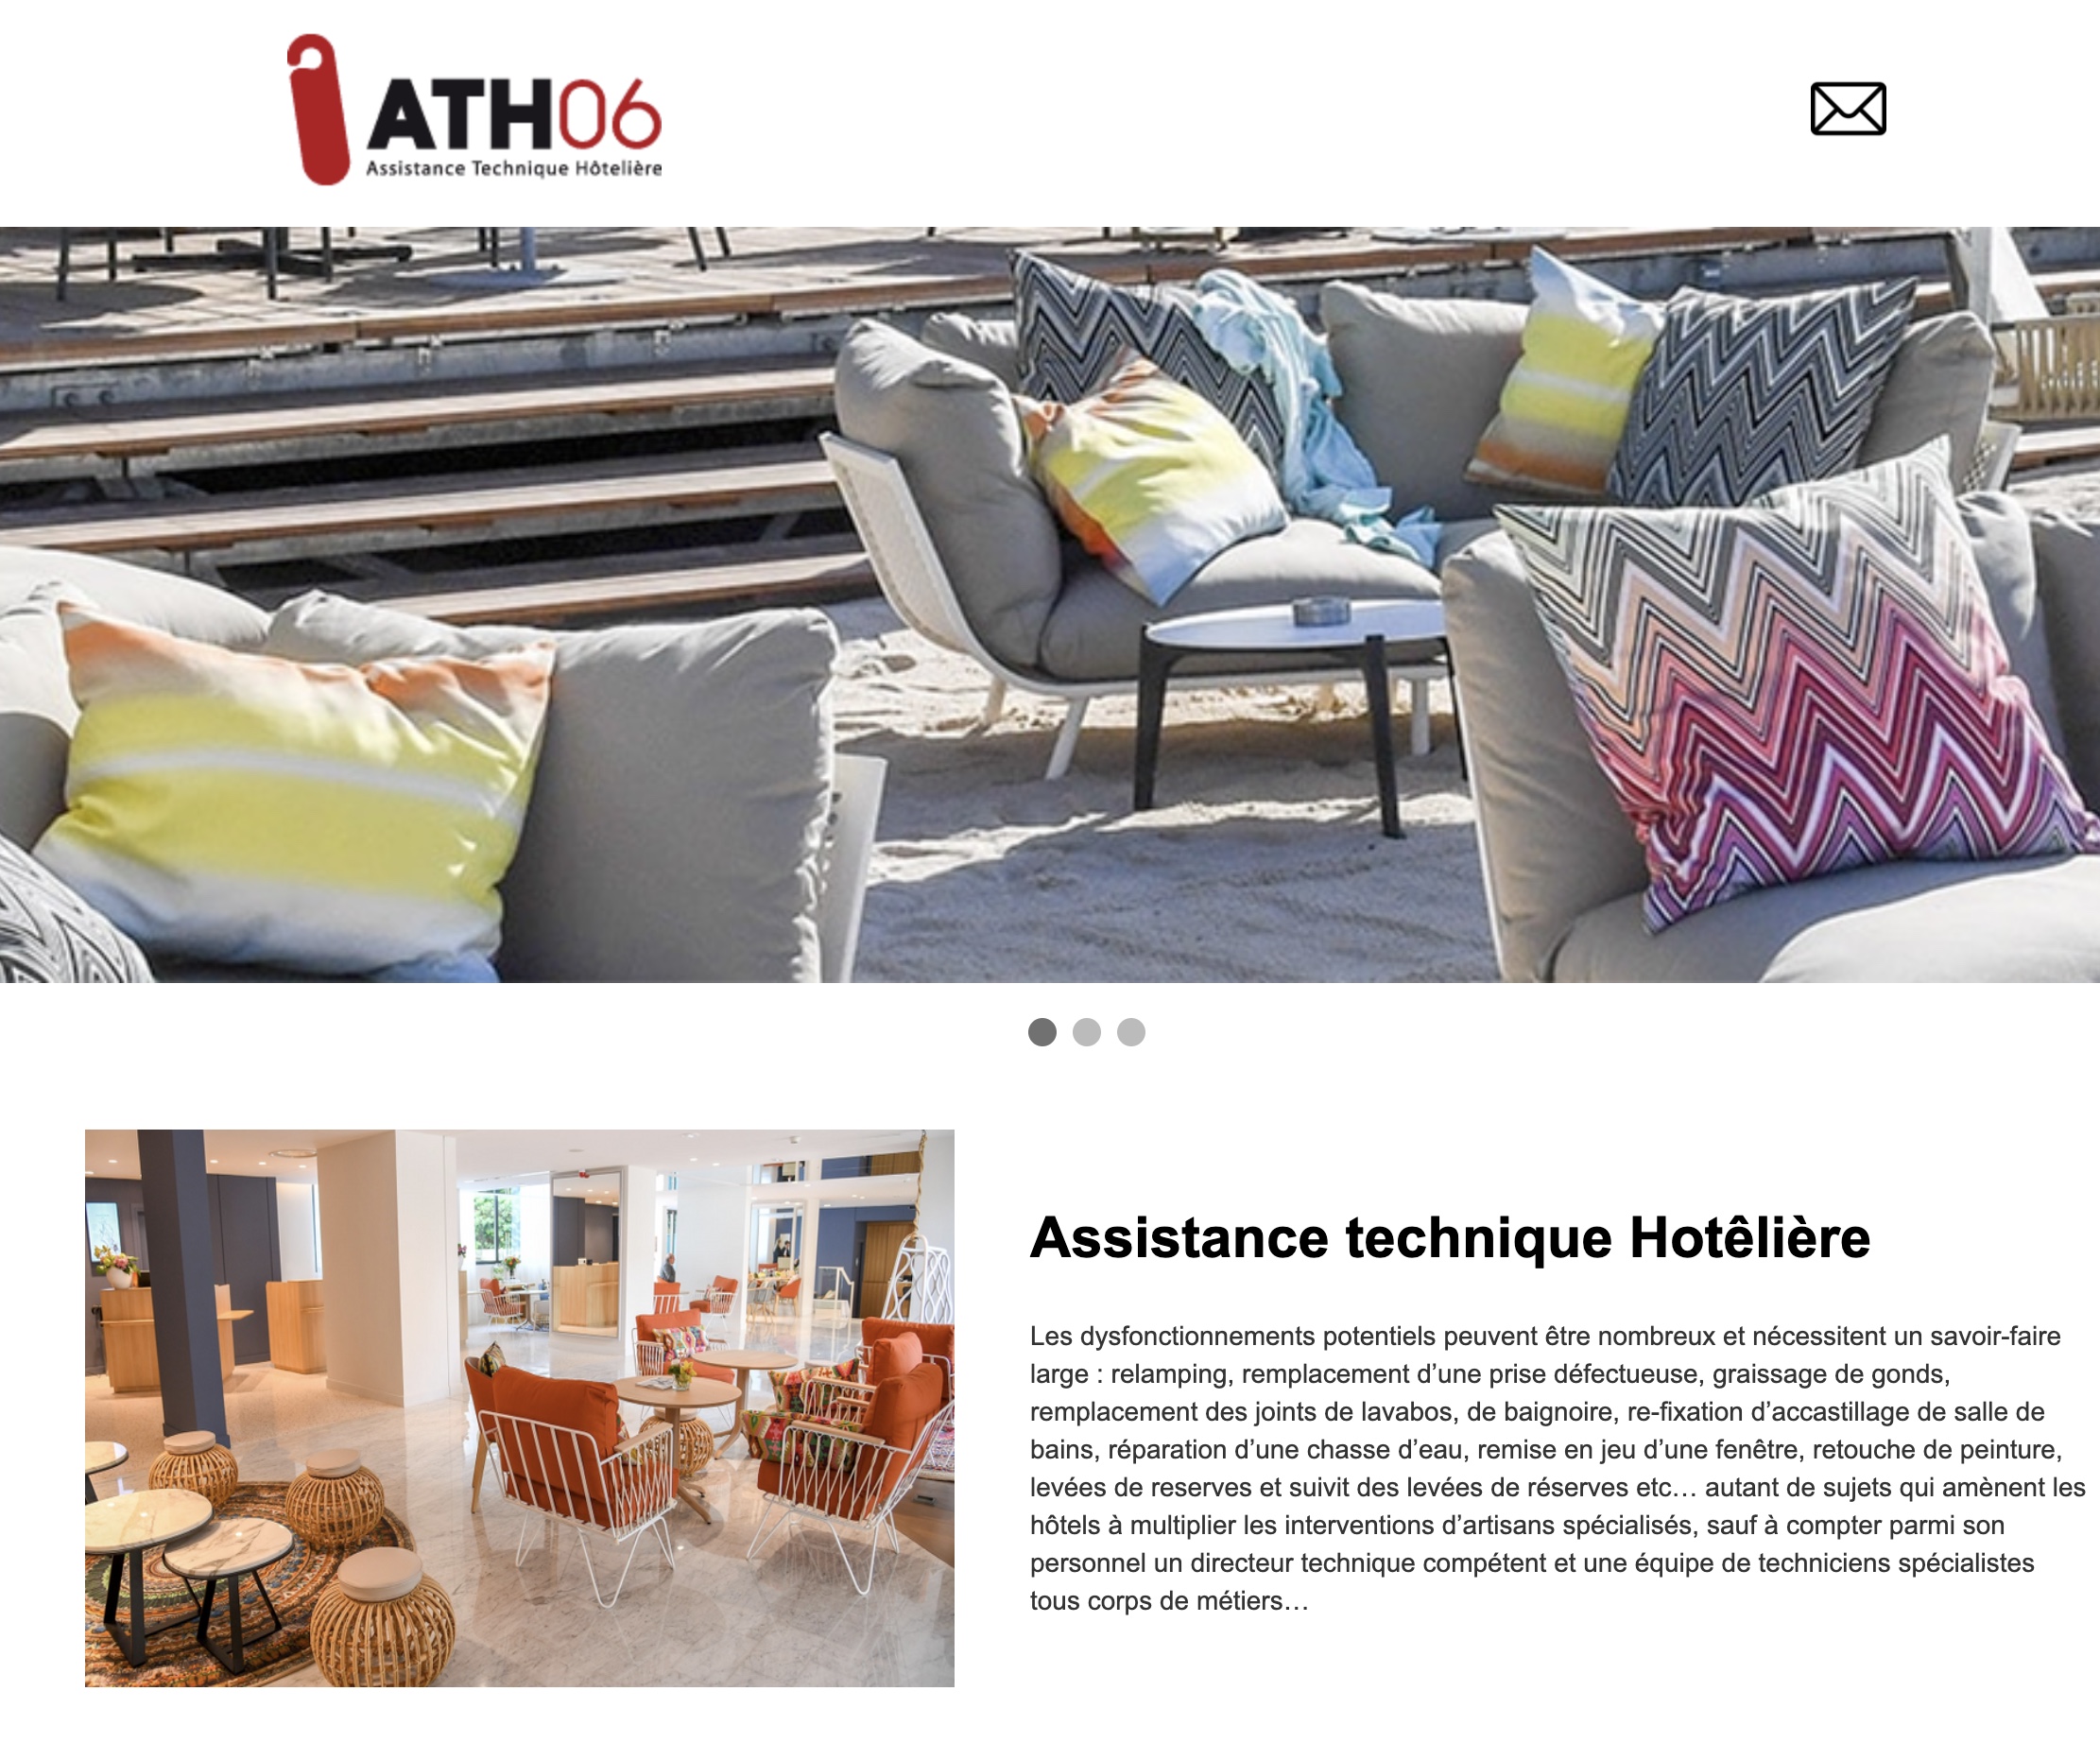 ATH06
Assistance Technique Hôtelière
Assistance technique Hotêlière
Les dysfonctionnements potentiels peuvent être nombreux et nécessitent un savoir-faire
large : relamping, remplacement d’une prise défectueuse, graissage de gonds,
remplacement des joints de lavabos, de baignoire, re-fixation d’accastillage de salle de
bains, réparation d’une chasse d’eau, remise en jeu d’une fenêtre, retouche de peinture,
levées de reserves et suivit des levées de réserves etc… autant de sujets qui amènent les
hôtels à multiplier les interventions d’artisans spécialisés, sauf à compter parmi son
personnel un directeur technique compétent et une équipe de techniciens spécialistes
tous corps de métiers…